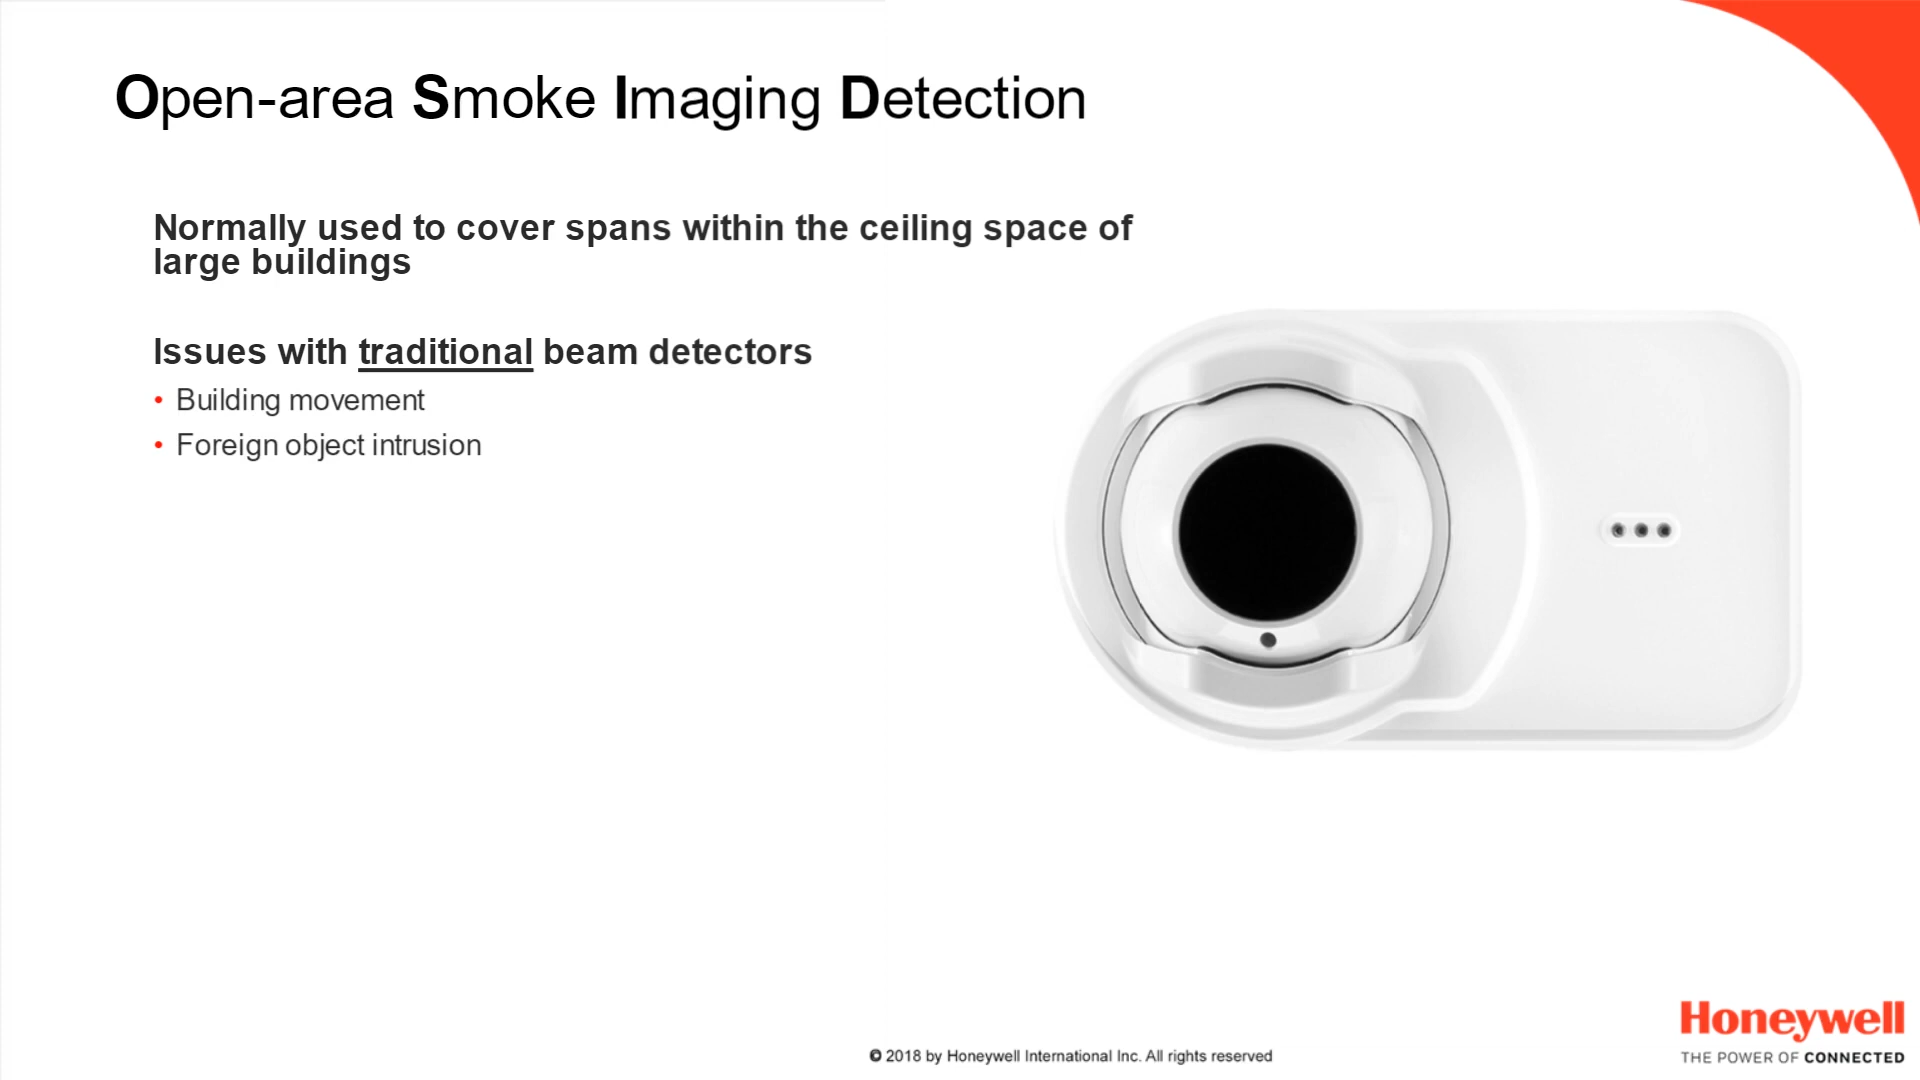 Open-area Smoke Imaging Detection
Normally used to cover spans within the ceiling space of
large buildings
Issues with traditional beam detectors
• Building movement
• Foreign object intrusion
Honeywell
THE POWER OF CONNECTED
© 2018 by Honeywell International Inc. All rights reserved